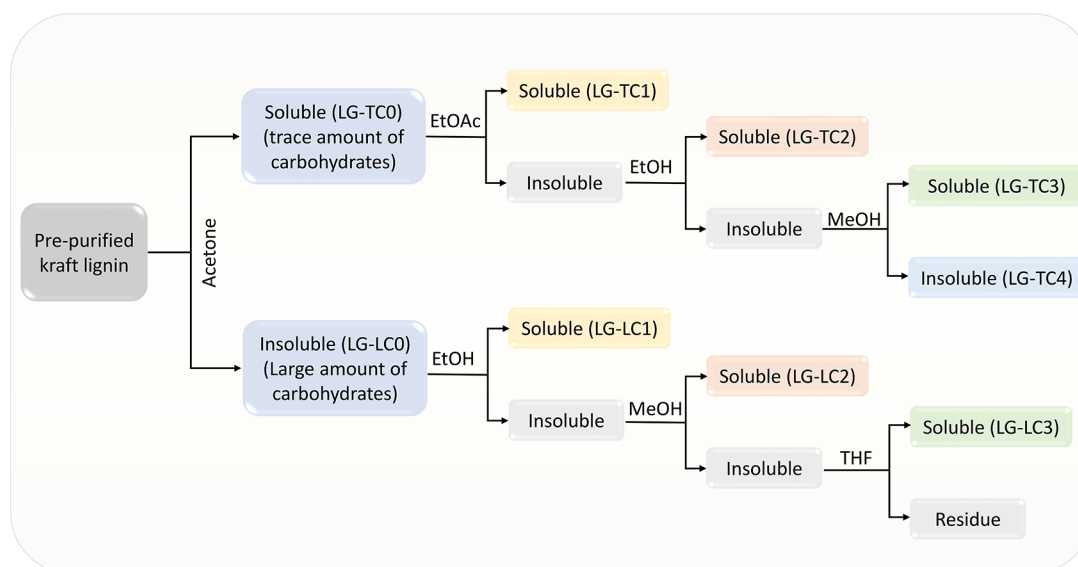 Pre-purified
kraft lignin
Acetone
Soluble (LG-TC0)
(trace amount of
carbohydrates)
EtOAc
Soluble (LG-TC1)
Insoluble
EtOH
Soluble (LG-TC2)
Insoluble
MeOH
Soluble (LG-TC3)
Insoluble (LG-TC4)
Insoluble (LG-LC0)
(Large amount of
carbohydrates)
EtOH
Soluble (LG-LC1)
Insoluble
MeOH
Soluble (LG-LC2)
Insoluble
THF
Soluble (LG-LC3)
Residue